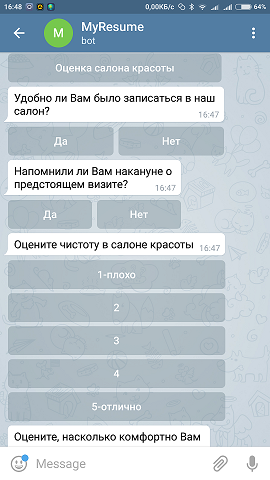 16:48 0,00КБ/с 64%
M MyResume
bot
Оценка салона красоты
Удобно ли Вам было записаться в наш
салон? 16:47
Да Нет
Напомнили ли Вам накануне о
предстоящем визите? 16:47
Да Нет
Оцените чистоту в салоне красоты 16:47
1-плохо
2
3
4
5-отлично
Оцените, насколько комфортно Вам
Message